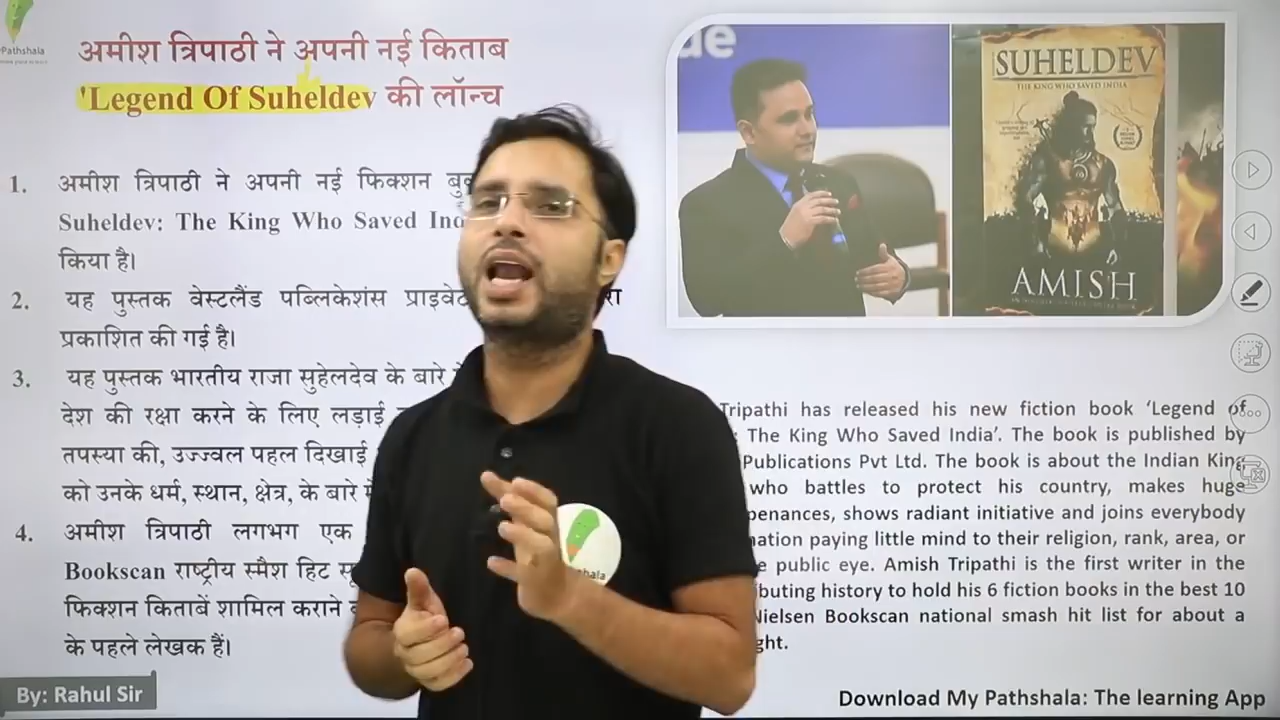 Pathshala
अमीश त्रिपाठी ने अपनी नई किताब
'Legend Of Suheldev की लॉन्च
1. अमीश त्रिपाठी ने अपनी नई फिक्शन
Suheldev: The King Who Saved
किया है।
2. यह पुस्तक वेस्टलैंड पब्लिकेशंस
प्रकाशित की गई है।
3. यह पुस्तक भारतीय राजा सुहेलदेव के बारे
देश की रक्षा करने के लिए लड़ाई
तपस्या की, उज्ज्वल पहल दिखाई
को उनके धर्म, स्थान, क्षेत्र, के बारे
4. अमीश त्रिपाठी लगभग एक
Bookscan राष्ट्रीय स्मैश हिट
फिक्शन किताबें शामिल कराने
के पहले लेखक हैं।
SUHELDEV
THE KING WHO SAVED INDIA
AMISH
Tripathi has released his new fiction book ‘Legend of
: The King Who Saved India’. The book is published by
Publications Pvt Ltd. The book is about the Indian King
who battles to protect his country, makes huge
penances, shows radiant initiative and joins everybody
paying little mind to their religion, rank, area, or
public eye. Amish Tripathi is the first writer in the
history to hold his 6 fiction books in the best 10
Nielsen Bookscan national smash hit list for about a
By: Rahul Sir
Download My Pathshala: The learning App